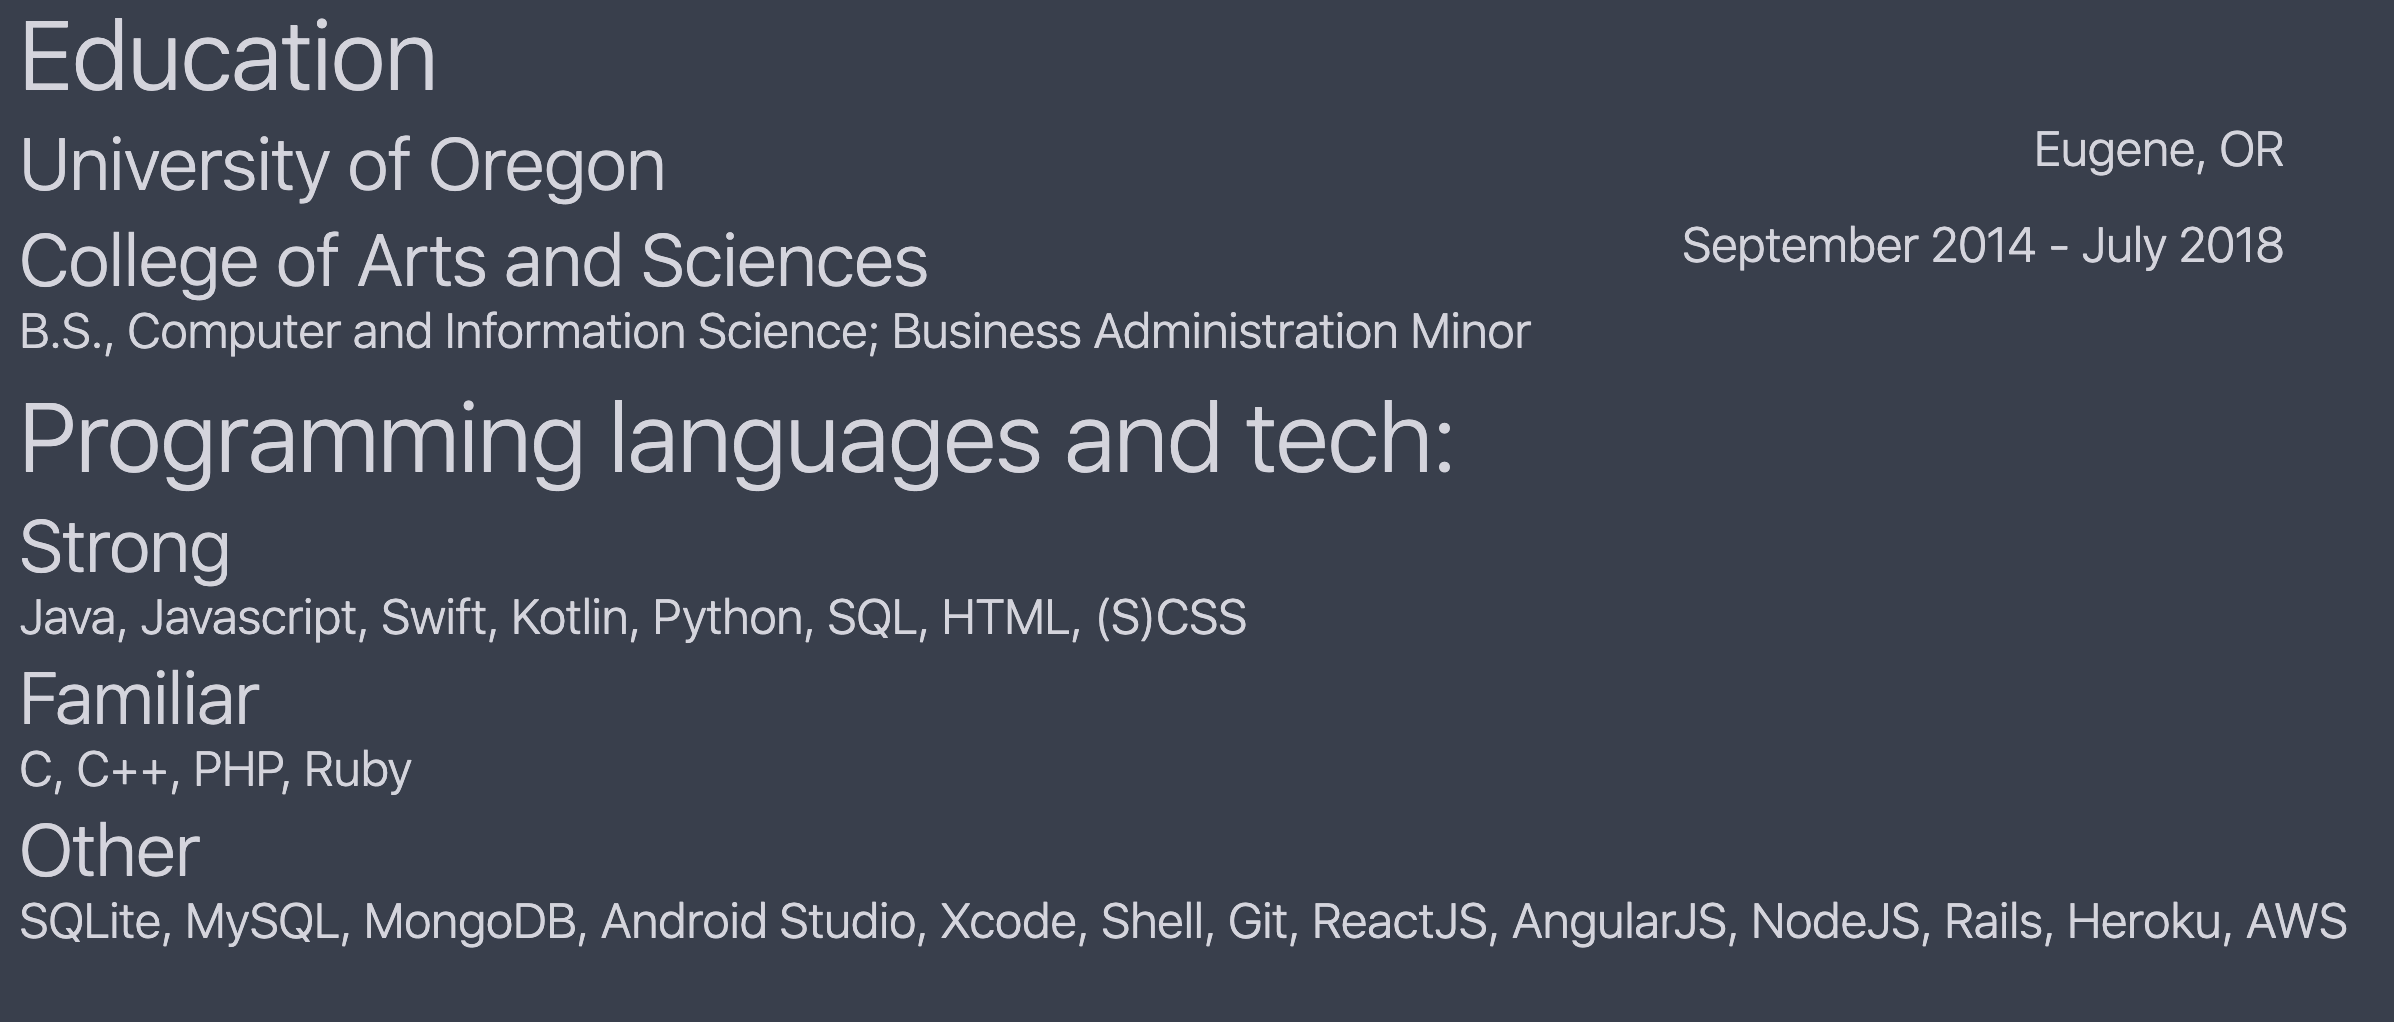 Education
University of Oregon
Eugene, OR
College of Arts and Sciences
September 2014 - July 2018
B.S., Computer and Information Science; Business Administration Minor
Programming languages and tech:
Strong
Java, Javascript, Swift, Kotlin, Python, SQL, HTML, (S)CSS
Familiar
C, C++, PHP, Ruby
Other
SQLite, MySQL, MongoDB, Android Studio, Xcode, Shell, Git, ReactJS, AngularJS, NodeJS, Rails, Heroku, AWS